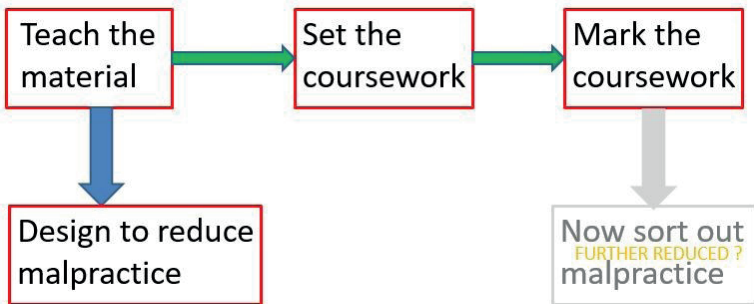 Teach the
material
Set the
coursework
Mark the
coursework
Design to reduce
malpractice
Now sort out
FURTHER REDUCED ?
malpractice